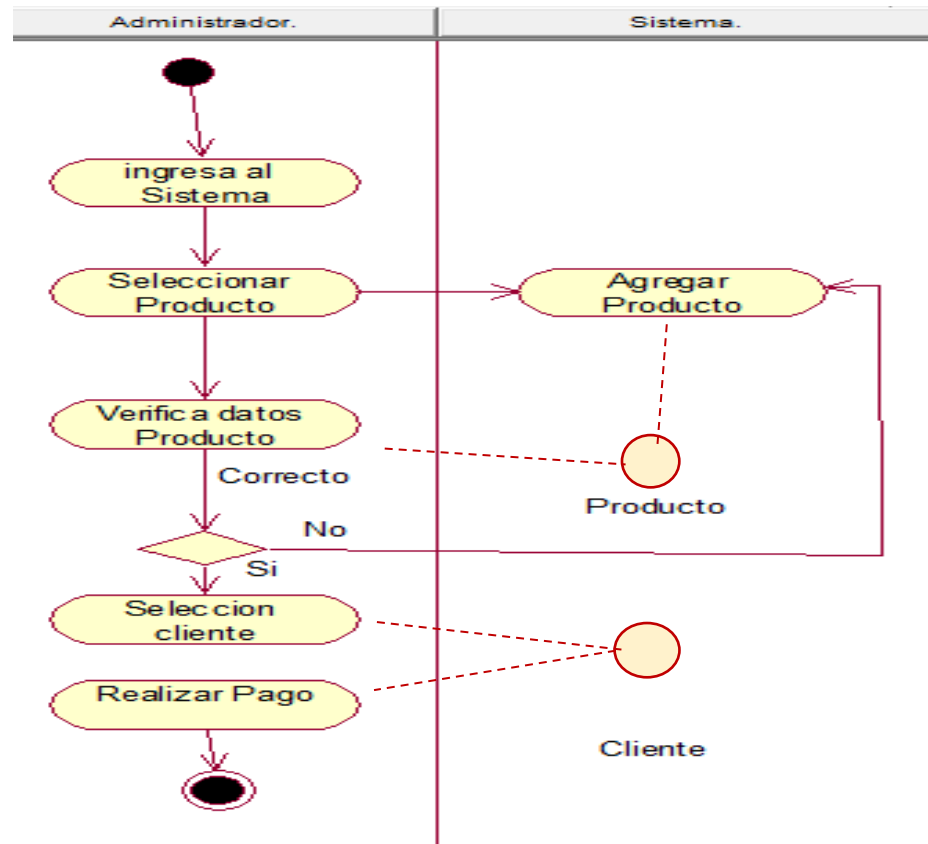 Administrador.
Sistema.
ingresa al
Sistema
Seleccionar
Producto
Agregar
Producto
Verifica datos
Producto
Correcto
Producto
No
Si
Seleccion
cliente
Realizar Pago
Cliente